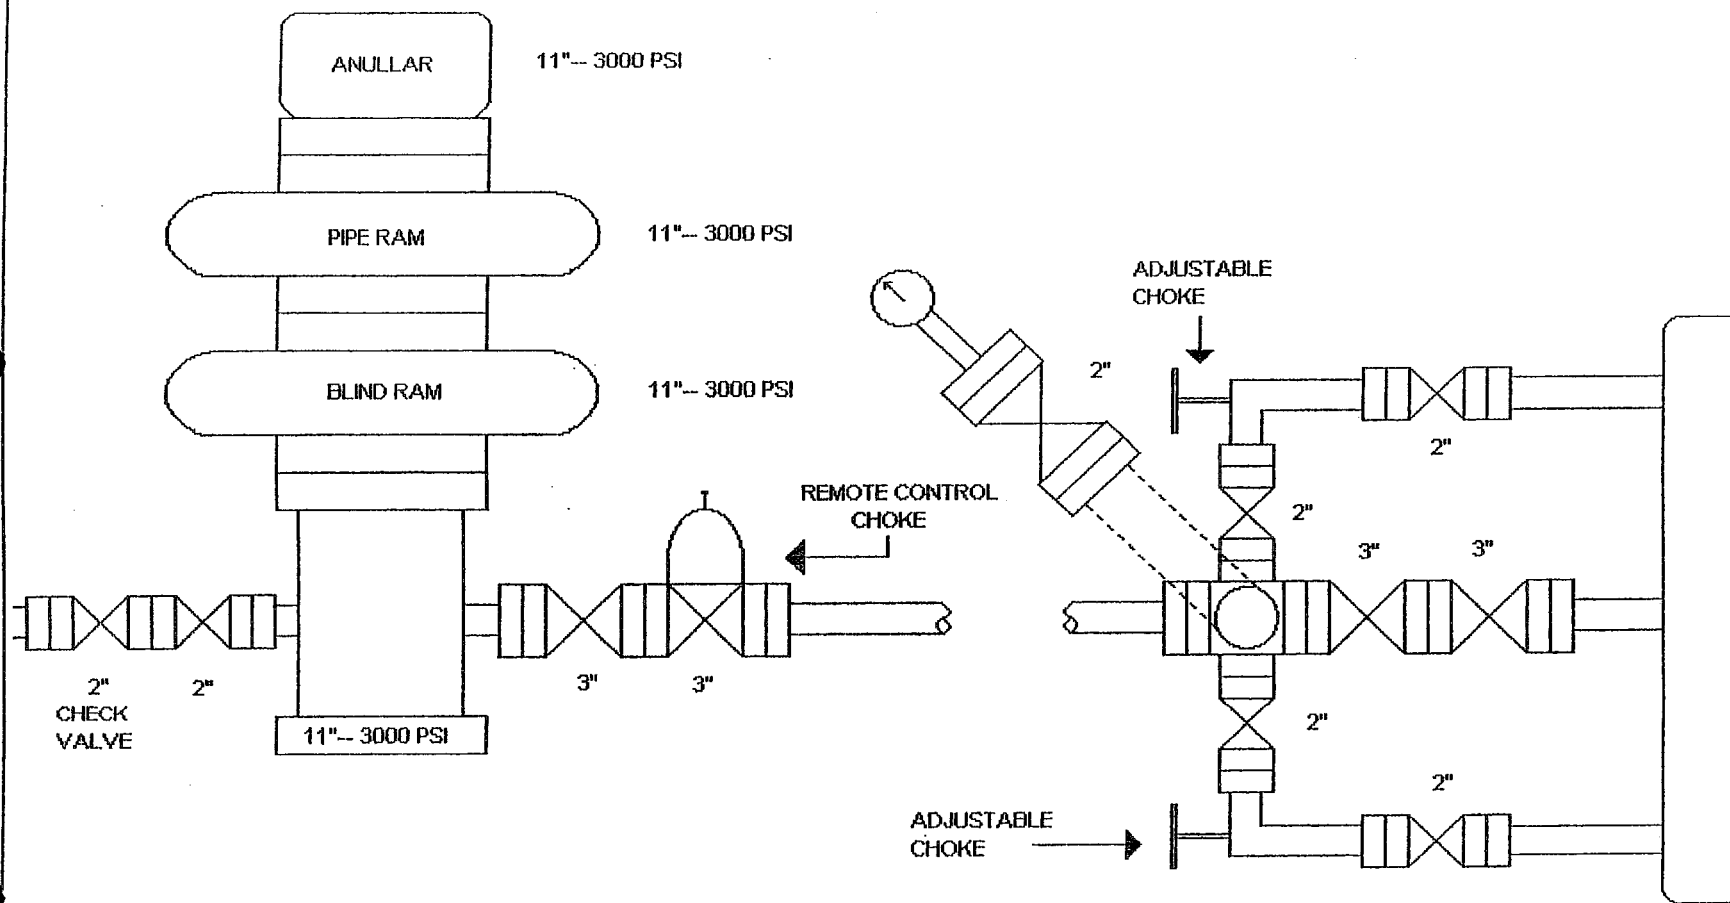 ANULLAR
11"-- 3000 PSI
PIPE RAM
11"-- 3000 PSI
BLIND RAM
11"-- 3000 PSI
ADJUSTABLE
CHOKE
2"
2"
REMOTE CONTROL
CHOKE
2"
3"
3"
2"
CHECK
VALVE
2"
3"
3"
11"-- 3000 PSI
2"
2"
ADJUSTABLE
CHOKE